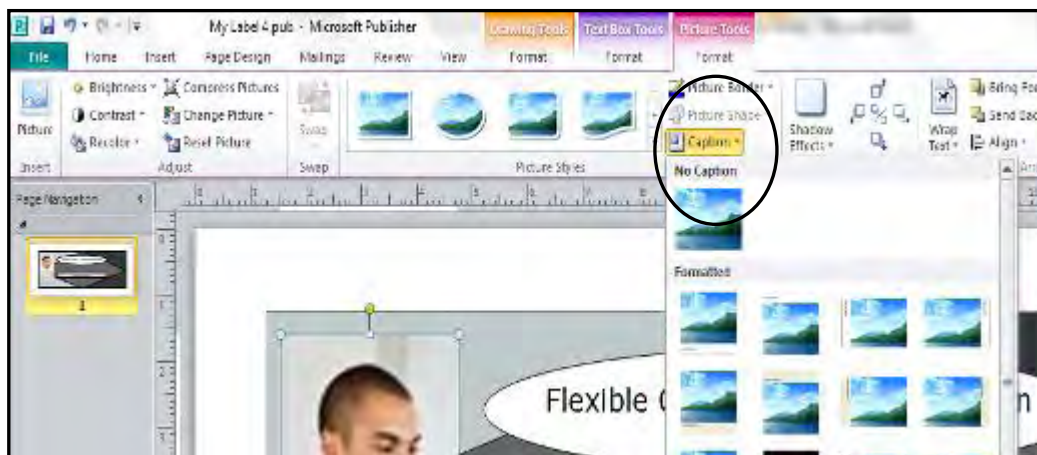 My Label 4.pub - Microsoft Publisher
Drawing Tools Text Box Tools Picture Tools
File Home Insert Page Design Mailings Review View Format Format Format
Brightness Compress Pictures Picture Border
Contrast Change Picture Picture Shape
Picture Recolor Reset Picture Swap Caption Shadow Effects Wrap Text Bring For
Send Bac
Align
Insert Adjust Swap Picture Styles
No Caption
Page Navigation
Formatted
1
Flexible